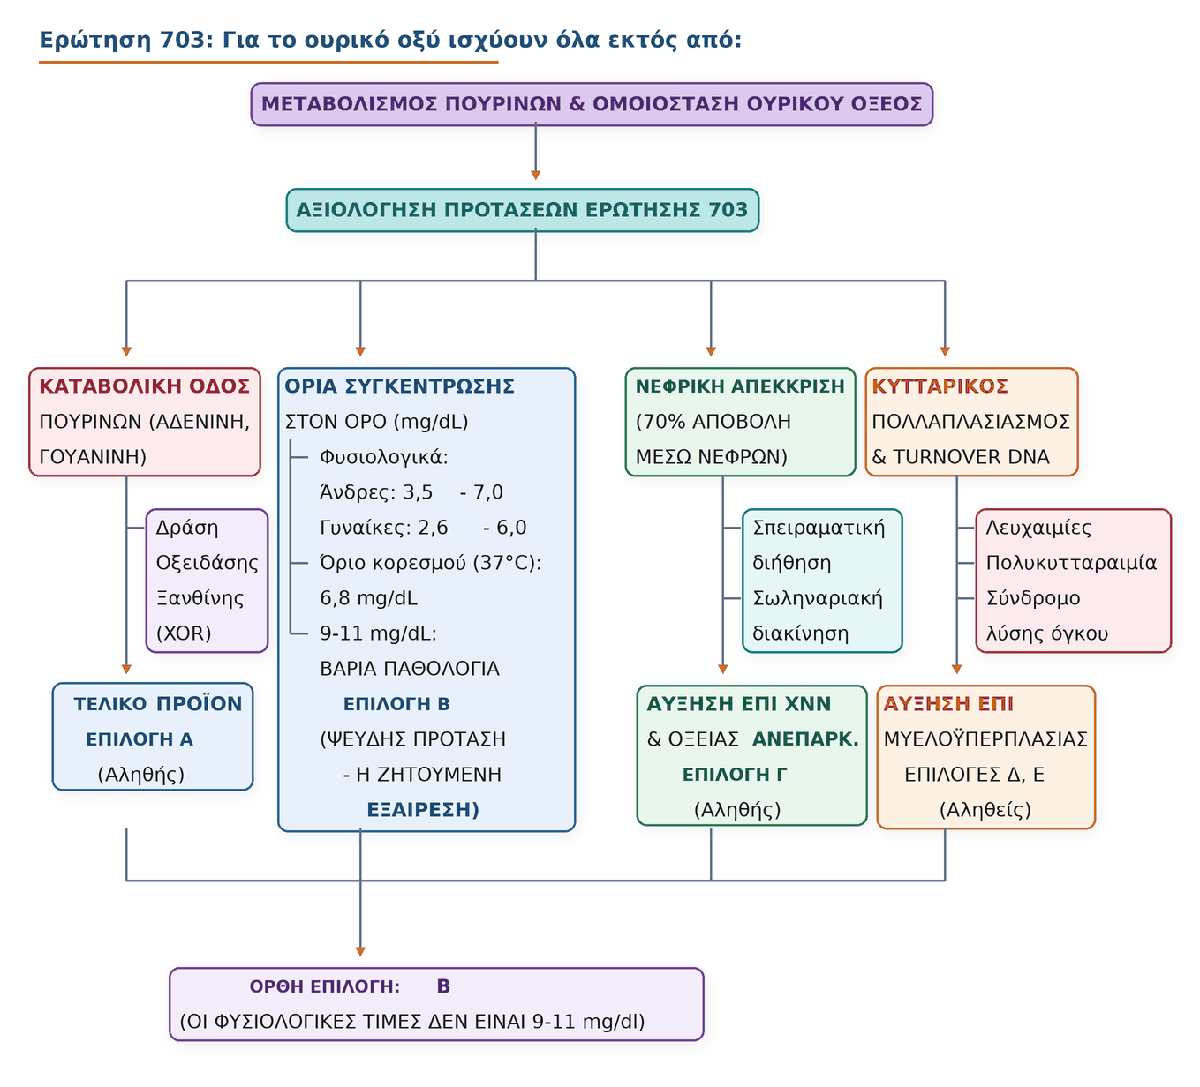 Ερώτηση 703: Για το ουρικό οξύ ισχύουν όλα εκτός από:
ΜΕΤΑΒΟΛΙΣΜΟΣ ΠΟΥΡΙΝΩΝ & ΟΜΟΙΟΣΤΑΣΗ ΟΥΡΙΚΟΥ ΟΞΕΟΣ
ΑΞΙΟΛΟΓΗΣΗ ΠΡΟΤΑΣΕΩΝ ΕΡΩΤΗΣΗΣ 703
ΚΑΤΑΒΟΛΙΚΗ ΟΔΟΣ
ΠΟΥΡΙΝΩΝ (ΑΔΕΝΙΝΗ,
ΓΟΥΑΝΙΝΗ)
Δράση
Οξειδάσης
Ξανθίνης
(XOR)
ΤΕΛΙΚΟ ΠΡΟΪΟΝ
ΕΠΙΛΟΓΗ Α
(Αληθής)
ΟΡΙΑ ΣΥΓΚΕΝΤΡΩΣΗΣ
ΣΤΟΝ ΟΡΟ (mg/dL)
Φυσιολογικά:
Άνδρες: 3,5 - 7,0
Γυναίκες: 2,6 - 6,0
Όριο κορεσμού (37°C):
6,8 mg/dL
9-11 mg/dL:
ΒΑΡΙΑ ΠΑΘΟΛΟΓΙΑ
ΕΠΙΛΟΓΗ Β
(ΨΕΥΔΗΣ ΠΡΟΤΑΣΗ
- Η ΖΗΤΟΥΜΕΝΗ
ΕΞΑΙΡΕΣΗ)
ΝΕΦΡΙΚΗ ΑΠΕΚΚΡΙΣΗ
(70% ΑΠΟΒΟΛΗ
ΜΕΣΩ ΝΕΦΡΩΝ)
Σπειραματική
διήθηση
Σωληναριακή
διακίνηση
ΑΥΞΗΣΗ ΕΠΙ ΧΝΝ
& ΟΞΕΙΑΣ ΑΝΕΠΑΡΚ.
ΕΠΙΛΟΓΗ Γ
(Αληθής)
ΚΥΤΤΑΡΙΚΟΣ
ΠΟΛΛΑΠΛΑΣΙΑΣΜΟΣ
& TURNOVER DNA
Λευχαιμίες
Πολυκυτταραιμία
Σύνδρομο
λύσης όγκου
ΑΥΞΗΣΗ ΕΠΙ
ΜΥΕΛΟΫΠΕΡΠΛΑΣΙΑΣ
ΕΠΙΛΟΓΕΣ Δ, Ε
(Αληθείς)
ΟΡΘΗ ΕΠΙΛΟΓΗ: Β
(ΟΙ ΦΥΣΙΟΛΟΓΙΚΕΣ ΤΙΜΕΣ ΔΕΝ ΕΙΝΑΙ 9-11 mg/dl)